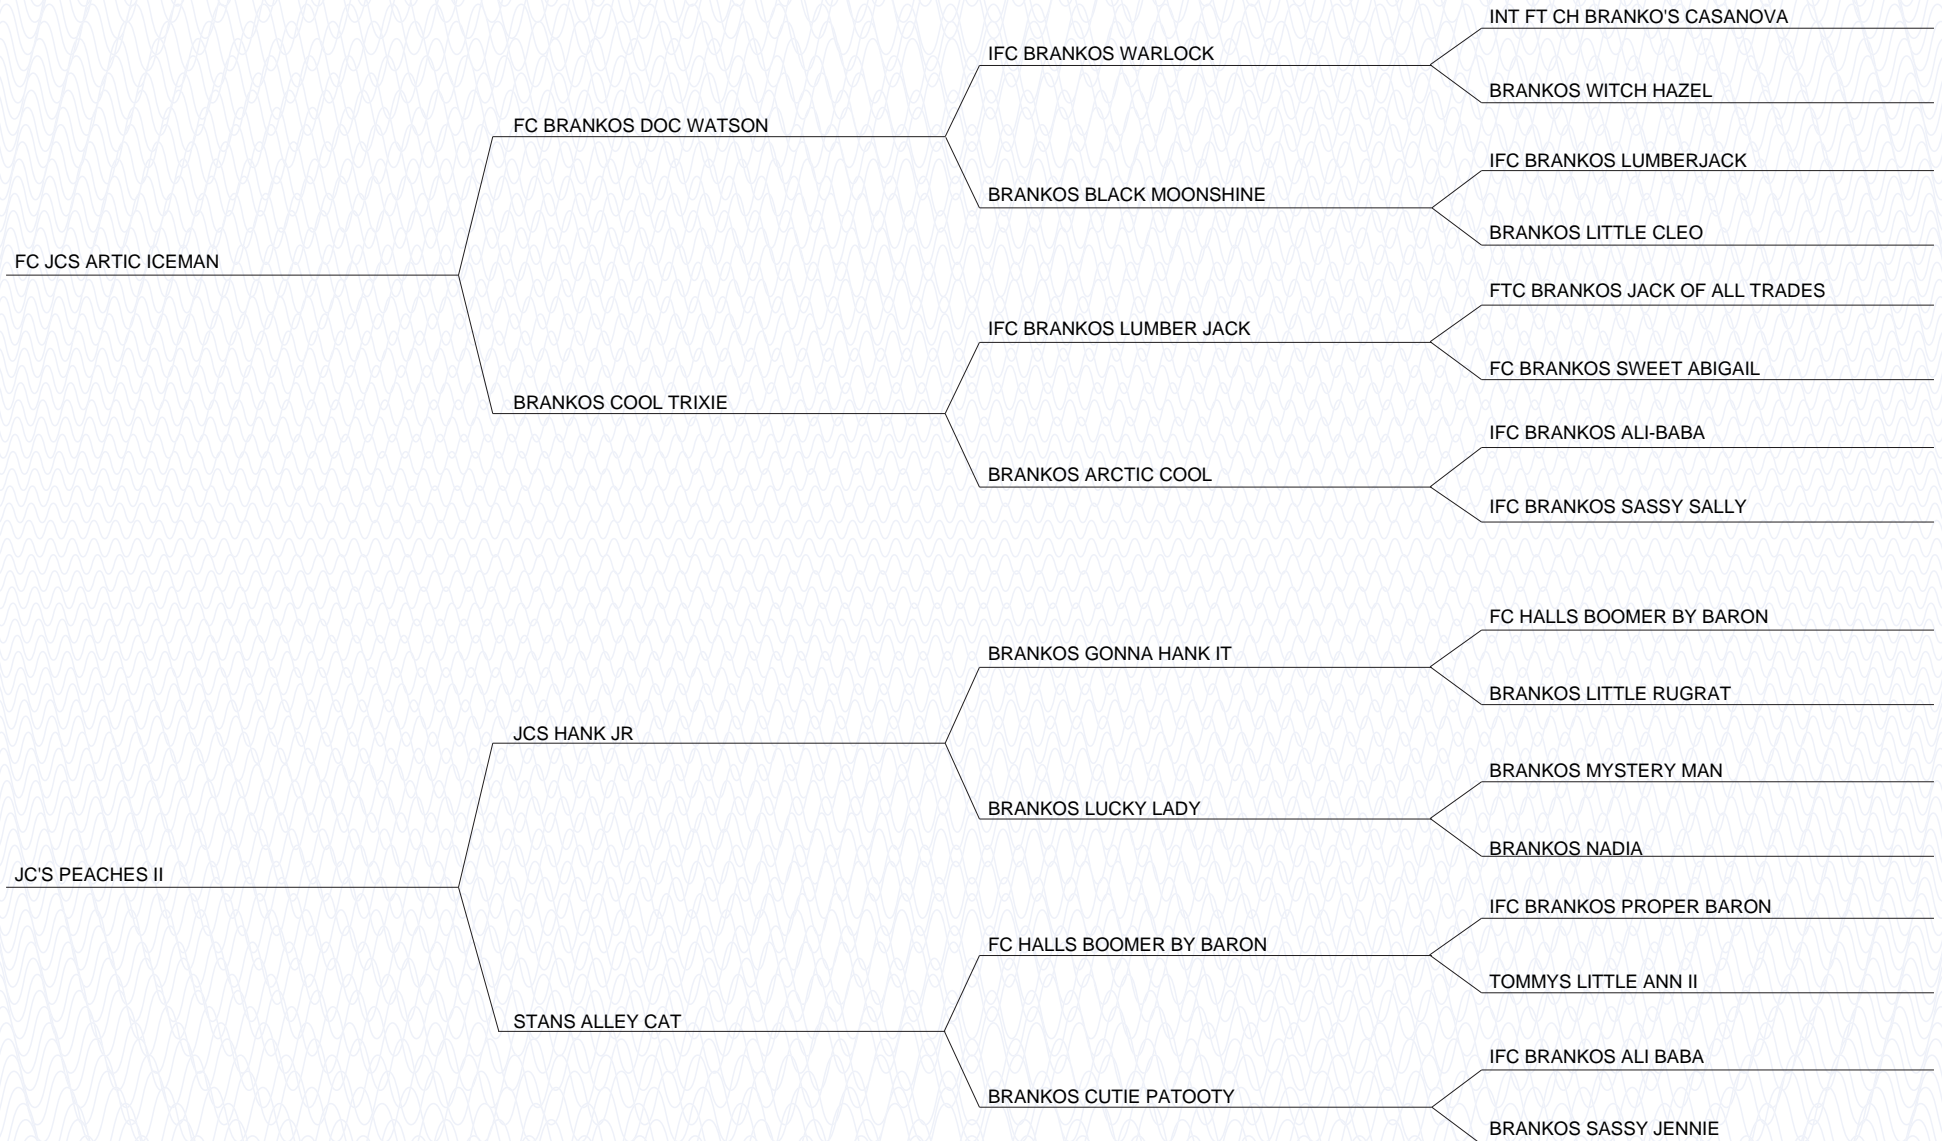 INT FT CH BRANKO'S CASANOVA
IFC BRANKOS WARLOCK
BRANKOS WITCH HAZEL
FC BRANKOS DOC WATSON
IFC BRANKOS LUMBERJACK
BRANKOS BLACK MOONSHINE
BRANKOS LITTLE CLEO
FC JCS ARTIC ICEMAN
FTC BRANKOS JACK OF ALL TRADES
IFC BRANKOS LUMBER JACK
FC BRANKOS SWEET ABIGAIL
BRANKOS COOL TRIXIE
IFC BRANKOS ALI-BABA
BRANKOS ARCTIC COOL
IFC BRANKOS SASSY SALLY
FC HALLS BOOMER BY BARON
BRANKOS GONNA HANK IT
BRANKOS LITTLE RUGRAT
JCS HANK JR
BRANKOS MYSTERY MAN
BRANKOS LUCKY LADY
BRANKOS NADIA
JC'S PEACHES II
IFC BRANKOS PROPER BARON
FC HALLS BOOMER BY BARON
TOMMYS LITTLE ANN II
STANS ALLEY CAT
IFC BRANKOS ALI BABA
BRANKOS CUTIE PATOOTY
BRANKOS SASSY JENNIE